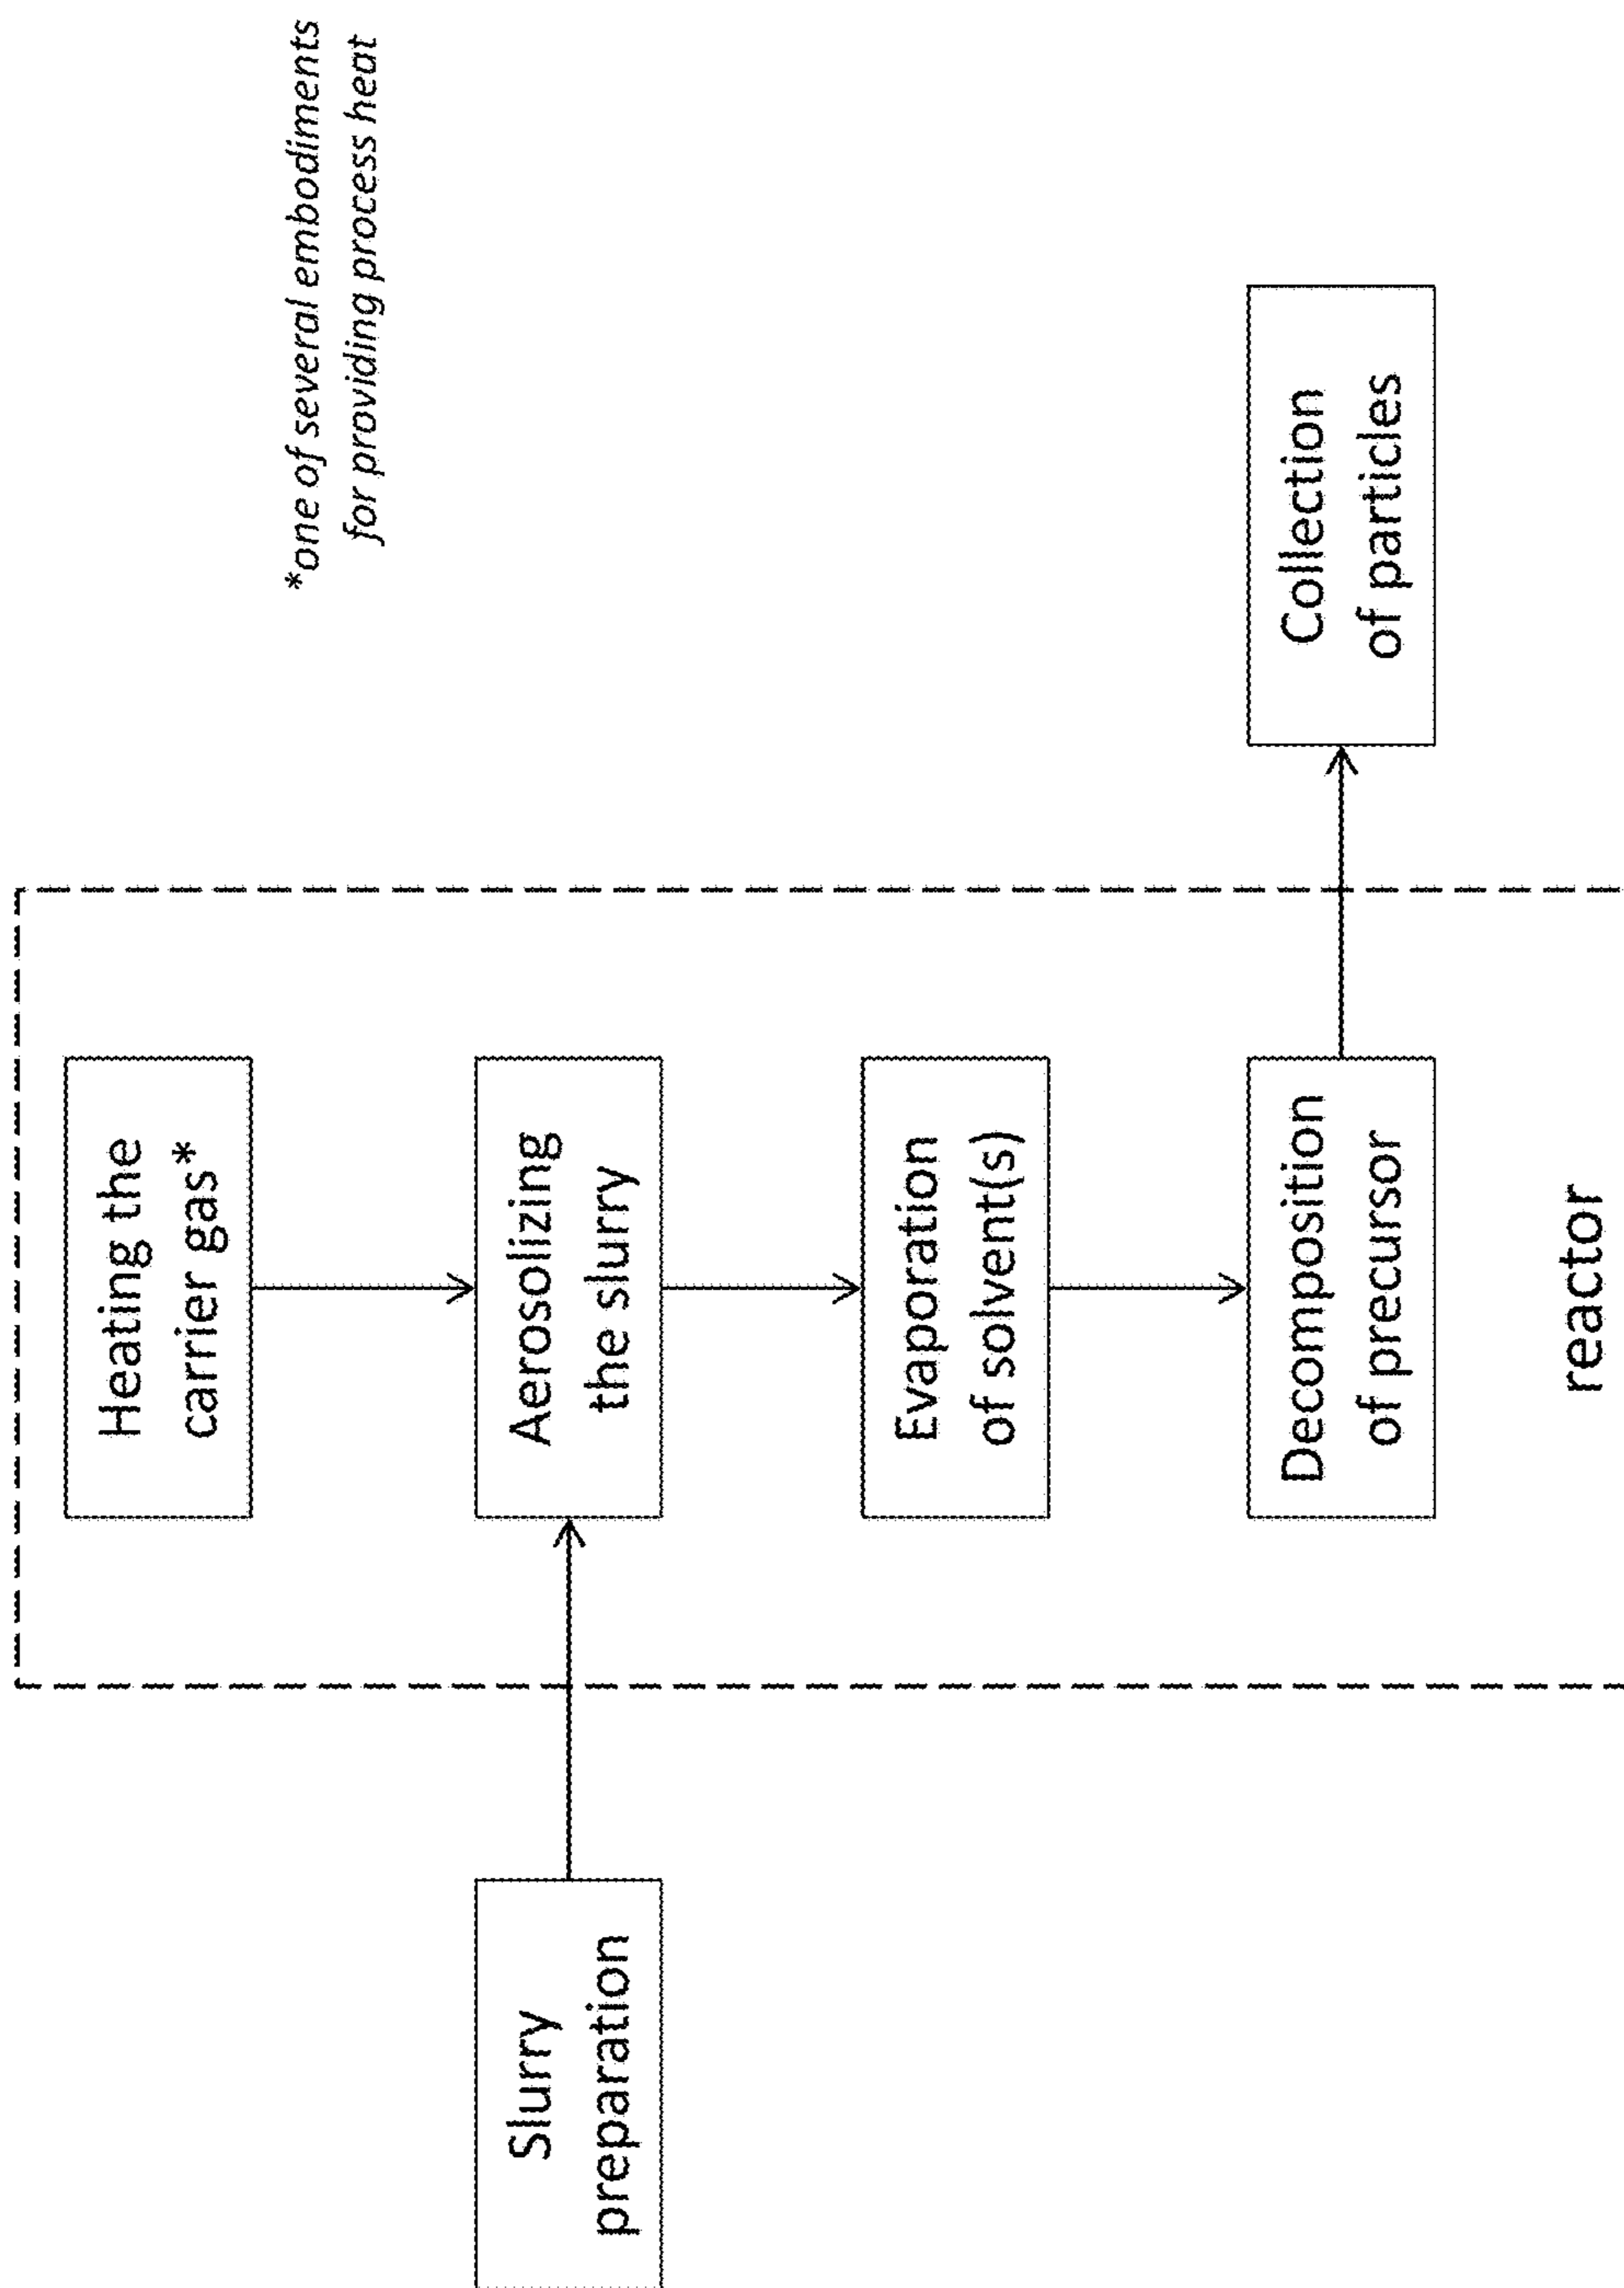 Heating the
carrier gas*
*one of several embodiments
for providing process heat
Slurry
preparation
Aerosolizing
the slurry
Evaporation
of solvent(s)
Decomposition
of precursor
Collection
of particles
reactor